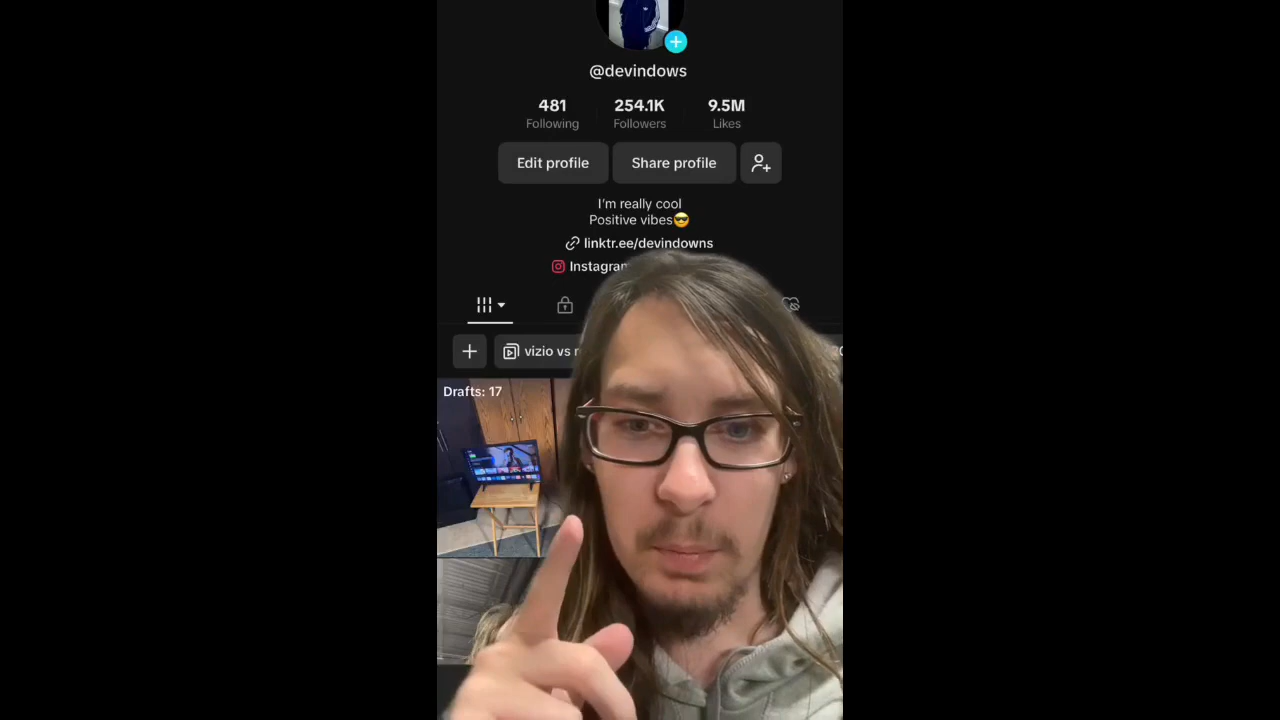 @devindows
481 254.1K 9.5M
Following Followers Likes
Edit profile Share profile
I'm really cool
Positive vibes😎
linktr.ee/devindowns
Instagram
vizio vs
Drafts: 17